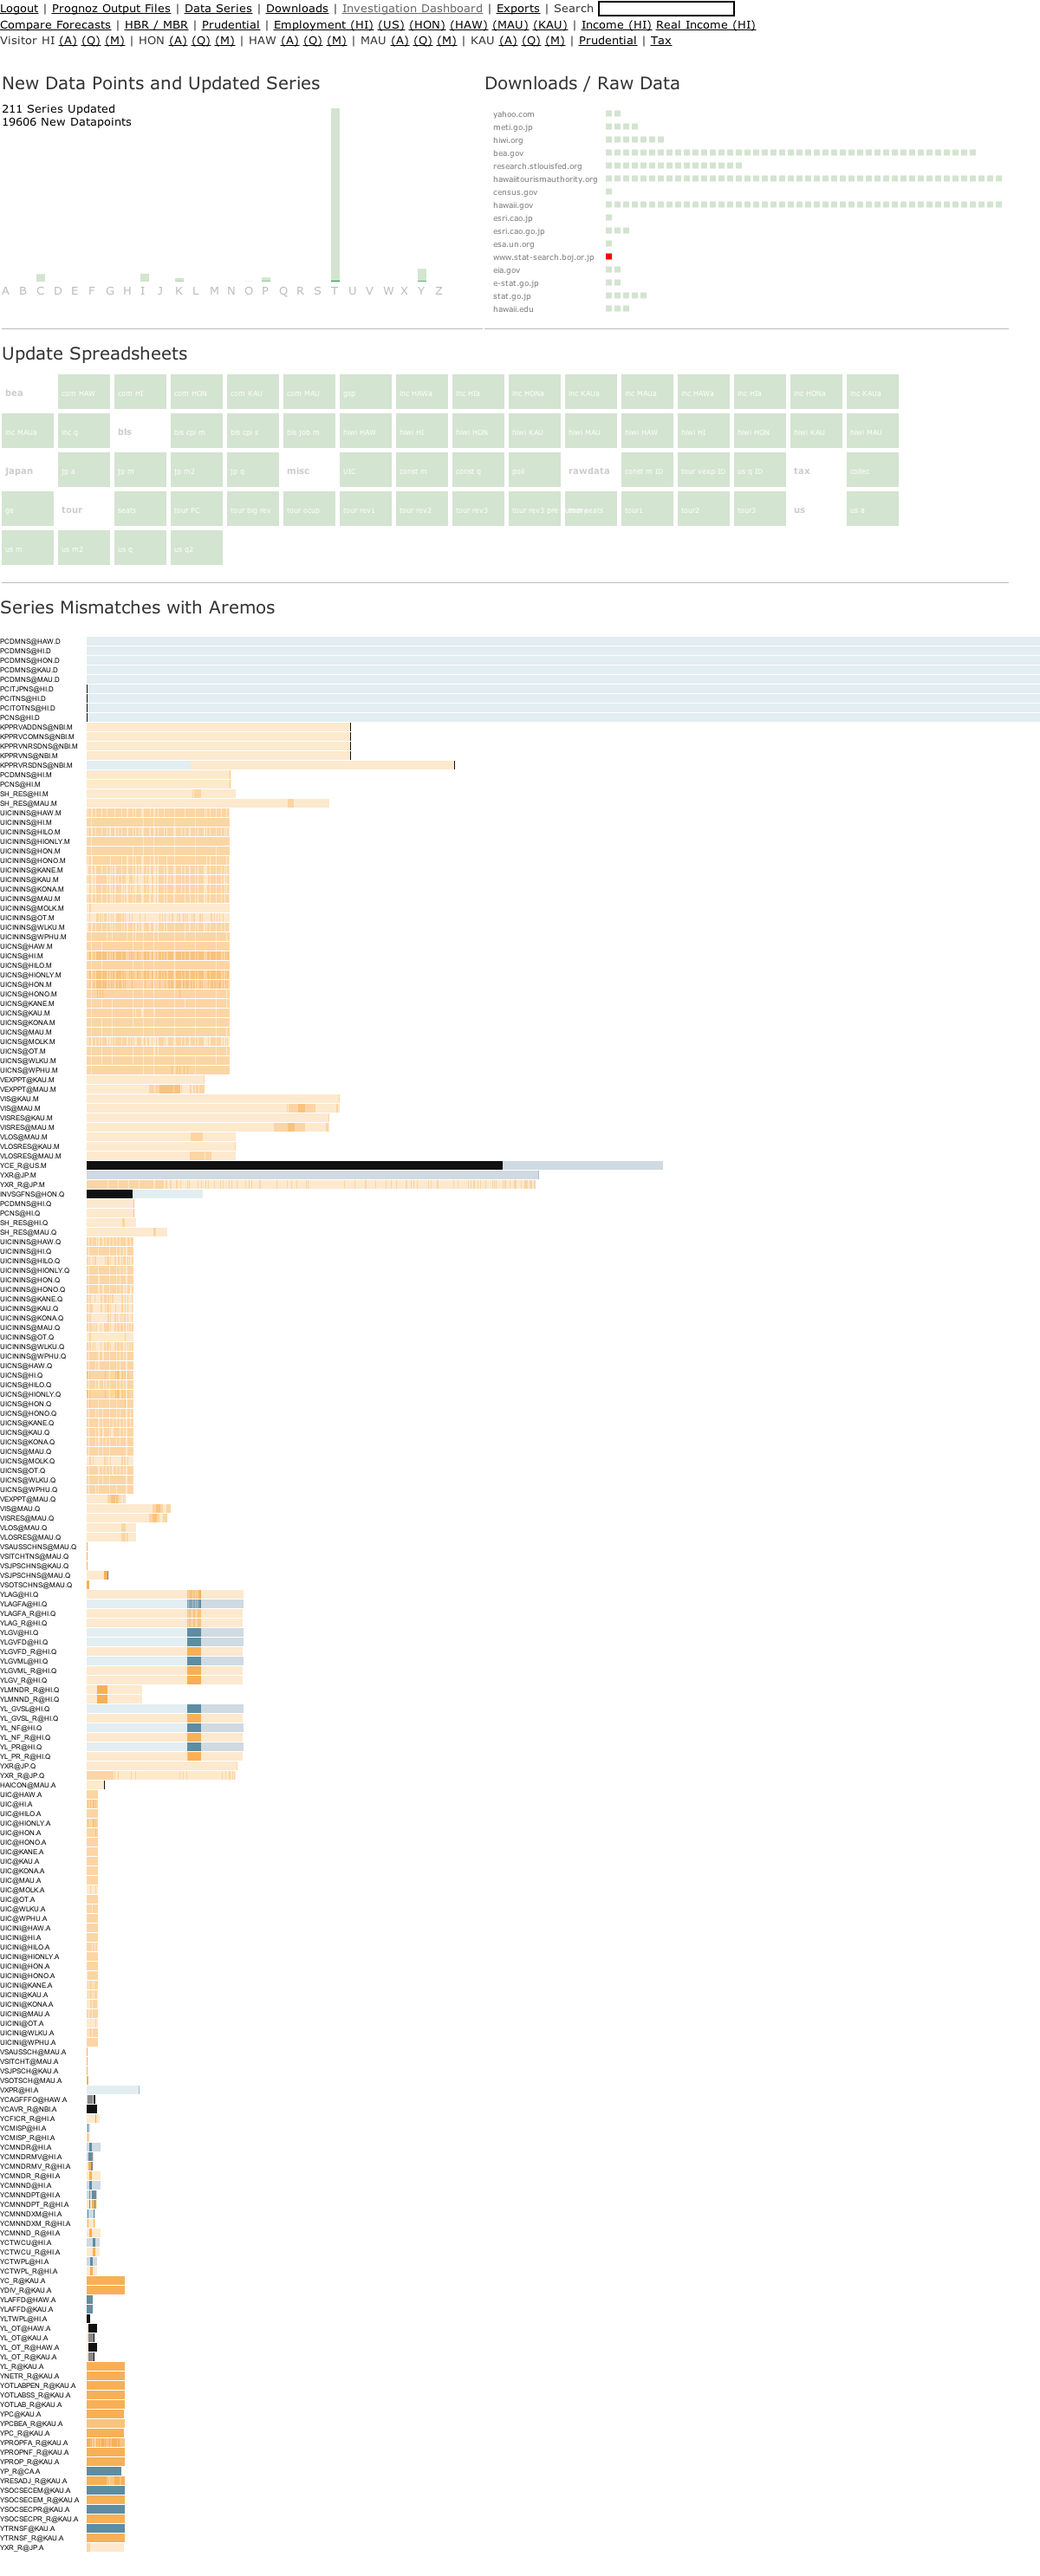 Logout | Prognoz Output Files | Data Series | Downloads | Investigation Dashboard | Exports | Search
Compare Forecasts | HBR / MBR | Prudential | Employment (HI) (US) (HON) (HAW) (MAU) (KAU) | Income (HI) Real Income (HI)
Visitor HI (A) (Q) (M) | HON (A) (Q) (M) | HAW (A) (Q) (M) | MAU (A) (Q) (M) | KAU (A) (Q) (M) | Prudential | Tax
New Data Points and Updated Series
211 Series Updated
19606 New Datapoints
A B C D E F G H I J K L M N O P Q R S T U V W X Y Z
Downloads / Raw Data
yahoo.com
meti.go.jp
hiwi.org
bea.gov
research.stlouisfed.org
hawaiitourismauthority.org
census.gov
hawaii.gov
esri.cao.jp
esri.cao.go.jp
esa.un.org
www.stat-search.boj.or.jp
eia.gov
e-stat.go.jp
stat.go.jp
hawaii.edu
Update Spreadsheets
bea com HAW com HI com HON com KAU com MAU gsp inc HAWa inc HIa inc HONa inc KAUa inc MAUa inc HAWa inc HIa inc HONa inc KAUa
inc MAUa inc q bls bls cpi m bls cpi s bls job m hiwi HAW hiwi HI hiwi HON hiwi KAU hiwi MAU hiwi HAW hiwi HI hiwi HON hiwi KAU hiwi MAU
japan jp a jp m jp m2 jp q misc UIC const m const q poil rawdata const m ID tour vexp ID us q ID tax codec
ge tour seats tour PC tour big rev tour ocup tour rev1 tour rev2 tour rev3 tour rev3 pre tour seats tour1 tour2 tour3 us us a
us m us m2 us q us q2
Series Mismatches with Aremos
PCDMNS@HAW.D
PCDMNS@HI.D
PCDMNS@HON.D
PCDMNS@KAU.D
PCDMNS@MAU.D
PCITJPNS@HI.D
PCITNS@HI.D
PCITOTNS@HI.D
PCNS@HI.D
KPPRVADDNS@NBI.M
KPPRVCOMNS@NBI.M
KPPRVNRSDNS@NBI.M
KPPRVNS@NBI.M
KPPRVRSDNS@NBI.M
PCDMNS@HI.M
PCNS@HI.M
SH_RES@HI.M
SH_RES@MAU.M
UICININS@HAW.M
UICININS@HI.M
UICININS@HILO.M
UICININS@HIONLY.M
UICININS@HON.M
UICININS@HONO.M
UICININS@KANE.M
UICININS@KAU.M
UICININS@KONA.M
UICININS@MAU.M
UICININS@MOLK.M
UICININS@OT.M
UICININS@WLKU.M
UICININS@WPHU.M
UICNS@HAW.M
UICNS@HI.M
UICNS@HILO.M
UICNS@HIONLY.M
UICNS@HON.M
UICNS@HONO.M
UICNS@KANE.M
UICNS@KAU.M
UICNS@KONA.M
UICNS@MAU.M
UICNS@MOLK.M
UICNS@OT.M
UICNS@WLKU.M
UICNS@WPHU.M
VEXPPT@KAU.M
VEXPPT@MAU.M
VIS@KAU.M
VIS@MAU.M
VISRES@KAU.M
VISRES@MAU.M
VLOS@MAU.M
VLOSRES@KAU.M
VLOSRES@MAU.M
YCE_R@US.M
YXR@JP.M
YXR_R@JP.M
INVSGFNS@HON.Q
PCDMNS@HI.Q
PCNS@HI.Q
SH_RES@HI.Q
SH_RES@MAU.Q
UICININS@HAW.Q
UICININS@HI.Q
UICININS@HILO.Q
UICININS@HIONLY.Q
UICININS@HON.Q
UICININS@HONO.Q
UICININS@KANE.Q
UICININS@KAU.Q
UICININS@KONA.Q
UICININS@MAU.Q
UICININS@OT.Q
UICININS@WLKU.Q
UICININS@WPHU.Q
UICNS@HAW.Q
UICNS@HI.Q
UICNS@HILO.Q
UICNS@HIONLY.Q
UICNS@HON.Q
UICNS@HONO.Q
UICNS@KANE.Q
UICNS@KAU.Q
UICNS@KONA.Q
UICNS@MAU.Q
UICNS@MOLK.Q
UICNS@OT.Q
UICNS@WLKU.Q
UICNS@WPHU.Q
VEXPPT@MAU.Q
VIS@MAU.Q
VISRES@MAU.Q
VLOS@MAU.Q
VLOSRES@MAU.Q
VSAUSSCHNS@MAU.Q
VSITCHTNS@MAU.Q
VSJPSCHNS@KAU.Q
VSJPSCHNS@MAU.Q
VSOTSCHNS@MAU.Q
YLAG@HI.Q
YLAGFA@HI.Q
YLAGFA_R@HI.Q
YLAG_R@HI.Q
YLGV@HI.Q
YLGVFD@HI.Q
YLGVFD_R@HI.Q
YLGVML@HI.Q
YLGVML_R@HI.Q
YLGV_R@HI.Q
YLMNDR_R@HI.Q
YLMNND_R@HI.Q
YL_GVSL@HI.Q
YL_GVSL_R@HI.Q
YL_NF@HI.Q
YL_NF_R@HI.Q
YL_PR@HI.Q
YL_PR_R@HI.Q
YXR@JP.Q
YXR_R@JP.Q
HAICON@MAU.A
UIC@HAW.A
UIC@HI.A
UIC@HILO.A
UIC@HIONLY.A
UIC@HON.A
UIC@HONO.A
UIC@KANE.A
UIC@KAU.A
UIC@KONA.A
UIC@MAU.A
UIC@MOLK.A
UIC@OT.A
UIC@WLKU.A
UIC@WPHU.A
UICINI@HAW.A
UICINI@HI.A
UICINI@HILO.A
UICINI@HIONLY.A
UICINI@HON.A
UICINI@HONO.A
UICINI@KANE.A
UICINI@KAU.A
UICINI@KONA.A
UICINI@MAU.A
UICINI@OT.A
UICINI@WLKU.A
UICINI@WPHU.A
VSAUSSCH@MAU.A
VSITCHT@MAU.A
VSJPSCH@KAU.A
VSOTSCH@MAU.A
VXPR@HI.A
YCAGFFFO@HAW.A
YCAVR_R@NBI.A
YCFICR_R@HI.A
YCMISP@HI.A
YCMISP_R@HI.A
YCMNDR@HI.A
YCMNDRMV@HI.A
YCMNDRMV_R@HI.A
YCMNDR_R@HI.A
YCMNND@HI.A
YCMNNDPT@HI.A
YCMNNDPT_R@HI.A
YCMNNDXM@HI.A
YCMNNDXM_R@HI.A
YCMNND_R@HI.A
YCTWCU@HI.A
YCTWCU_R@HI.A
YCTWPL@HI.A
YCTWPL_R@HI.A
YC_R@KAU.A
YDIV_R@KAU.A
YLAFFD@HAW.A
YLAFFD@KAU.A
YLTWPL@HI.A
YL_OT@HAW.A
YL_OT@KAU.A
YL_OT_R@HAW.A
YL_OT_R@KAU.A
YL_R@KAU.A
YNETR_R@KAU.A
YOTLABPEN_R@KAU.A
YOTLABSS_R@KAU.A
YOTLAB_R@KAU.A
YPC@KAU.A
YPCBEA_R@KAU.A
YPC_R@KAU.A
YPROPFA_R@KAU.A
YPROPNF_R@KAU.A
YPROP_R@KAU.A
YP_R@CA.A
YRESADJ_R@KAU.A
YSOCSECEM@KAU.A
YSOCSECEM_R@KAU.A
YSOCSECPR@KAU.A
YSOCSECPR_R@KAU.A
YTRNSF@KAU.A
YTRNSF_R@KAU.A
YXR_R@JP.A